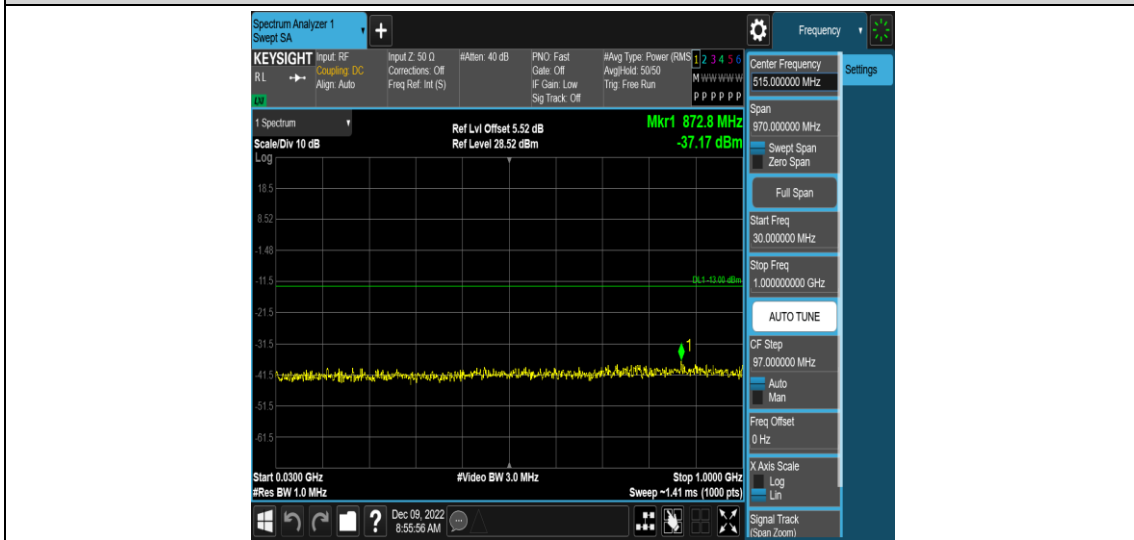 Spectrum Analyzer 1
Swept SA
+
Frequency
KEYSIGHT
RL
LXI
Input: RF
Coupling: DC
Align: Auto
Input Z: 50 Ω
Corrections: Off
Freq Ref: Int (S)
#Atten: 40 dB
PNO: Fast
Gate: Off
IF Gain: Low
Sig Track: Off
#Avg Type: Power (RMS
Avg|Hold: 50/50
Trig: Free Run
1 2 3 4 5 6
M W W W W W
P P P P P P
Center Frequency
515.000000 MHz
Settings
1 Spectrum
Scale/Div 10 dB
Log
Ref Lvl Offset 5.52 dB
Ref Level 28.52 dBm
Mkr1 872.8 MHz
-37.17 dBm
18.5
8.52
-1.48
-11.5
-21.5
-31.5
-41.5
-51.5
-61.5
DL1 -13.00 dBm
1
Span
970.000000 MHz
Swept Span
Zero Span
Full Span
Start Freq
30.000000 MHz
Stop Freq
1.000000000 GHz
AUTO TUNE
CF Step
97.000000 MHz
Auto
Man
Freq Offset
0 Hz
X Axis Scale
Log
Lin
Signal Track
(Span Zoom)
Start 0.0300 GHz
#Res BW 1.0 MHz
#Video BW 3.0 MHz
Stop 1.0000 GHz
Sweep ~1.41 ms (1000 pts)
?
Dec 09, 2022
8:55:56 AM